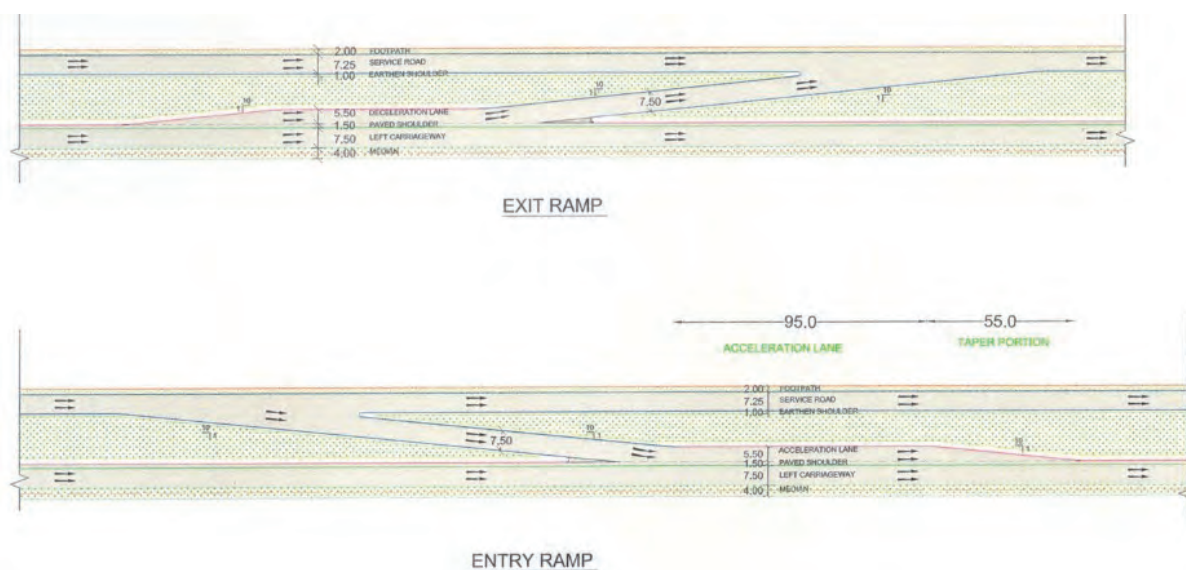 2.00 FOOTPATH
7.25 SERVICE ROAD
1.00 EARTHEN SHOULDER
10
1
10
1
7.50
10
1
5.50 DECELERATION LANE
1.50 PAVED SHOULDER
7.50 LEFT CARRIAGEWAY
4.00 MEDIAN
EXIT RAMP
95.0 55.0
ACCELERATION LANE TAPER PORTION
2.00 FOOTPATH
7.25 SERVICE ROAD
1.00 EARTHEN SHOULDER
10
1
7.50
10
1
10
1
5.50 ACCELERATION LANE
1.50 PAVED SHOULDER
7.50 LEFT CARRIAGEWAY
4.00 MEDIAN
ENTRY RAMP